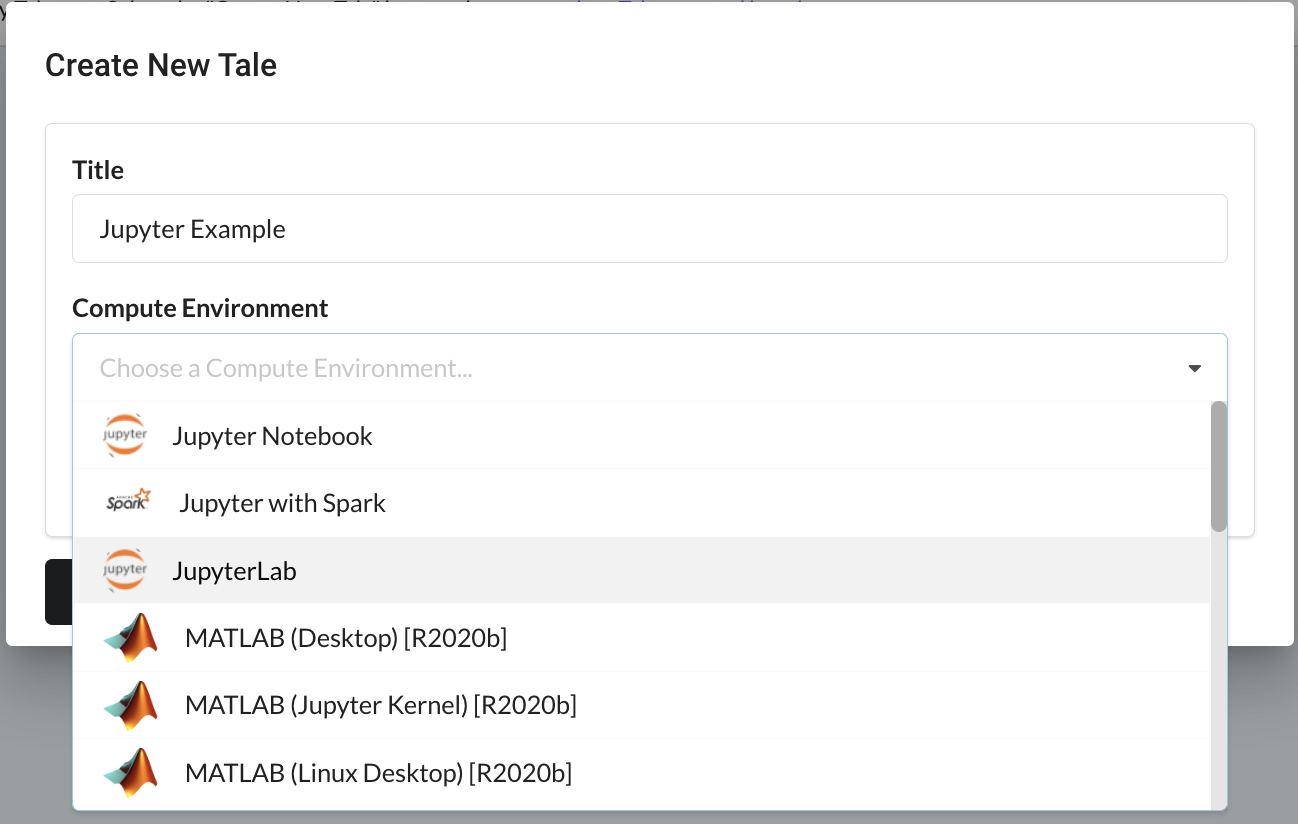 Create New Tale
Title
Jupyter Example
Compute Environment
Choose a Compute Environment...
jupyter Jupyter Notebook
APACHE Spark Jupyter with Spark
jupyter JupyterLab
MATLAB (Desktop) [R2020b]
MATLAB (Jupyter Kernel) [R2020b]
MATLAB (Linux Desktop) [R2020b]